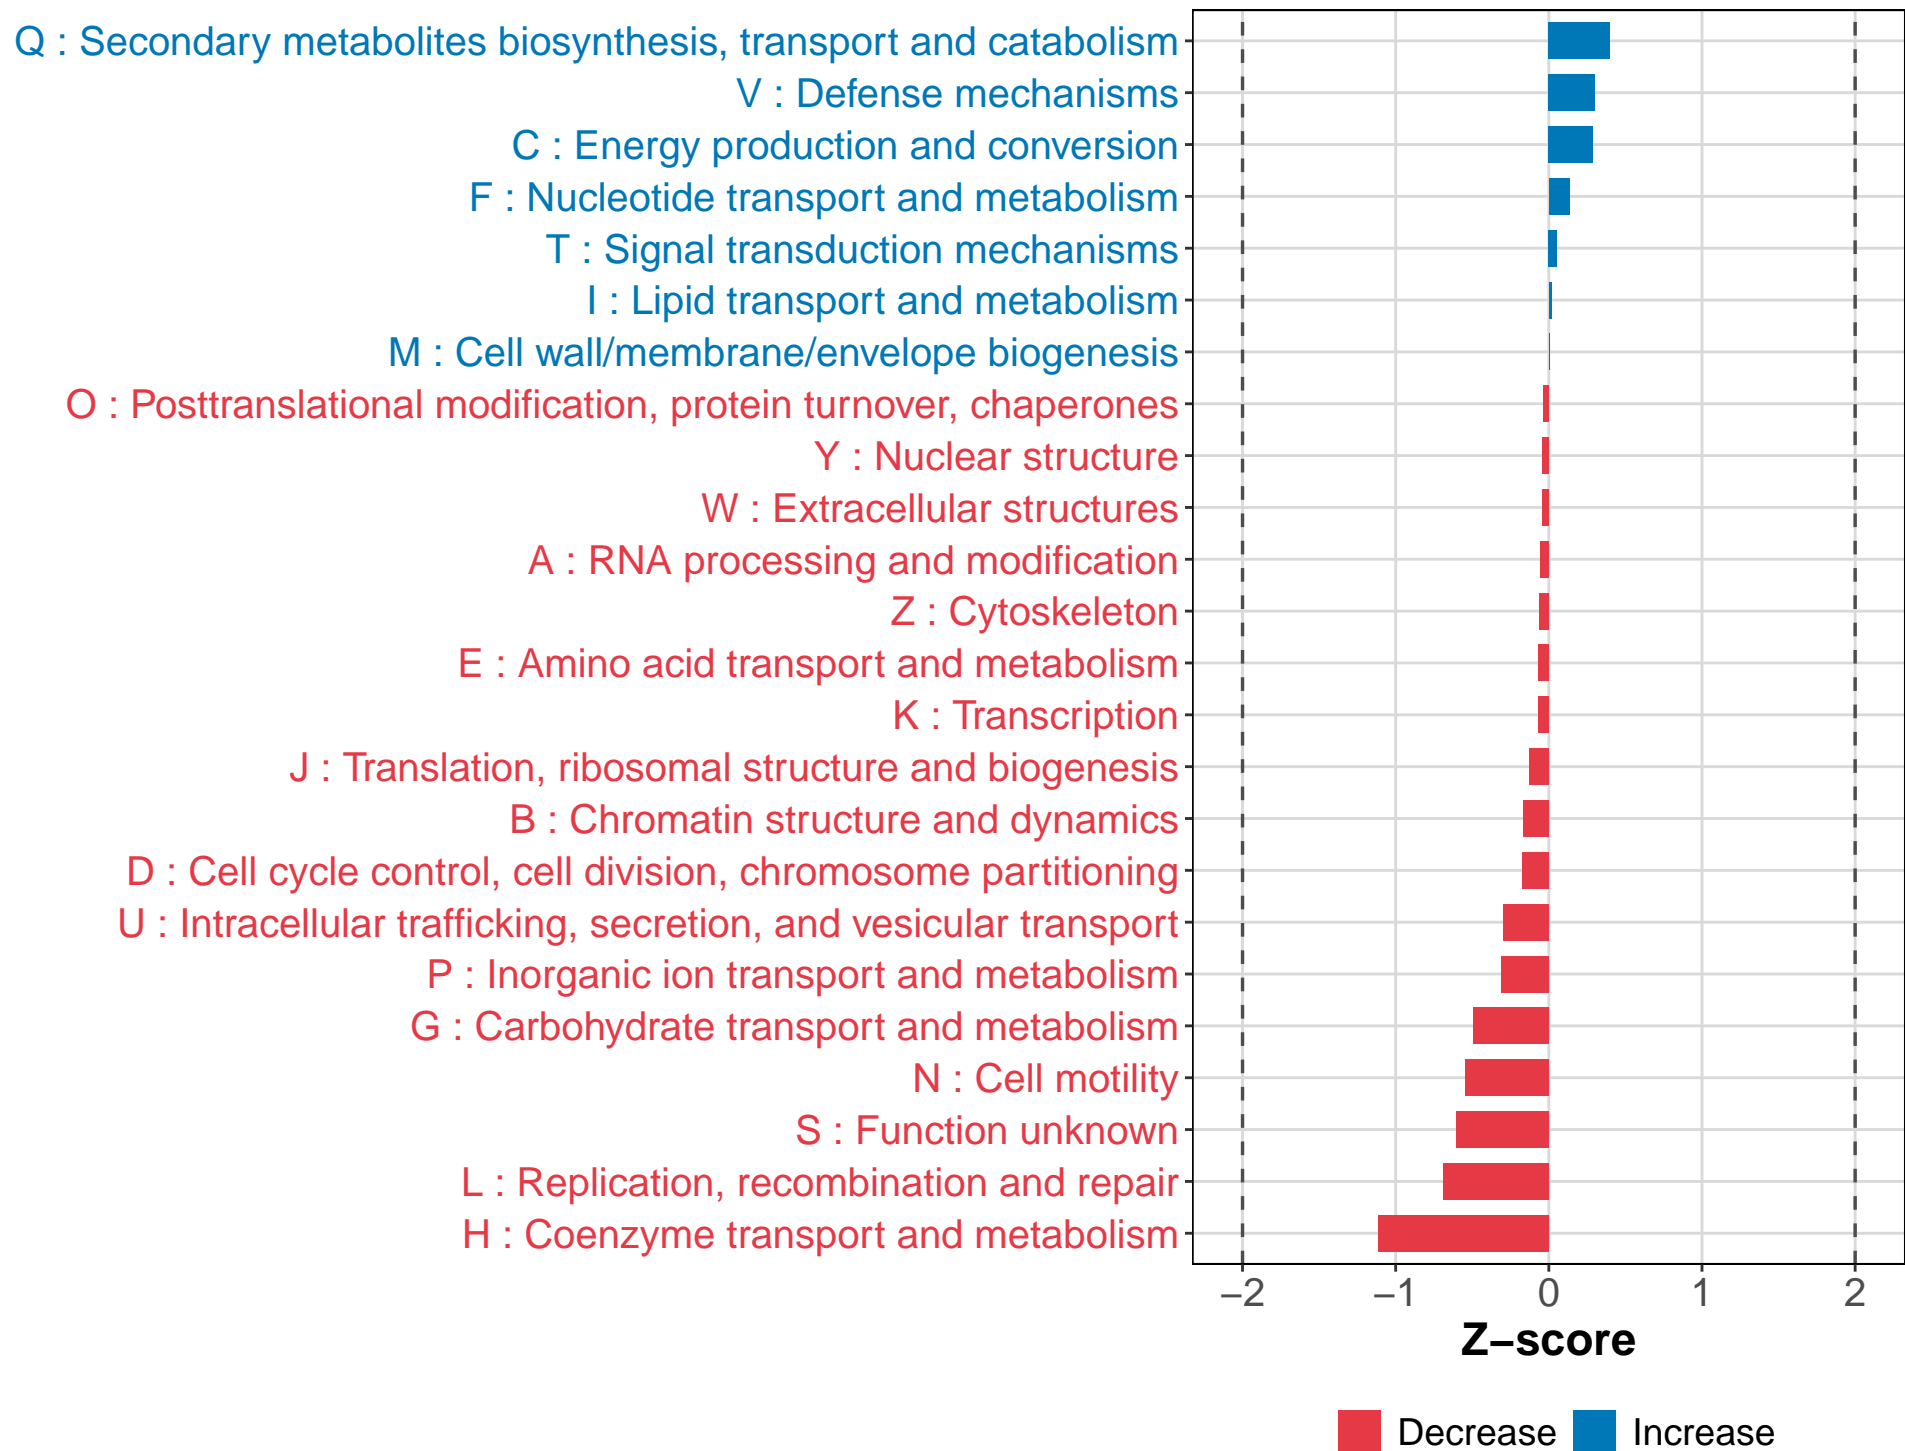 Q : Secondary metabolites biosynthesis, transport and catabolism
V : Defense mechanisms
C : Energy production and conversion
F : Nucleotide transport and metabolism
T : Signal transduction mechanisms
I : Lipid transport and metabolism
M : Cell wall/membrane/envelope biogenesis
O : Posttranslational modification, protein turnover, chaperones
Y : Nuclear structure
W : Extracellular structures
A : RNA processing and modification
Z : Cytoskeleton
E : Amino acid transport and metabolism
K : Transcription
J : Translation, ribosomal structure and biogenesis
B : Chromatin structure and dynamics
D : Cell cycle control, cell division, chromosome partitioning
U : Intracellular trafficking, secretion, and vesicular transport
P : Inorganic ion transport and metabolism
G : Carbohydrate transport and metabolism
N : Cell motility
S : Function unknown
L : Replication, recombination and repair
H : Coenzyme transport and metabolism
−2 −1 0 1 2
Z−score
Decrease Increase